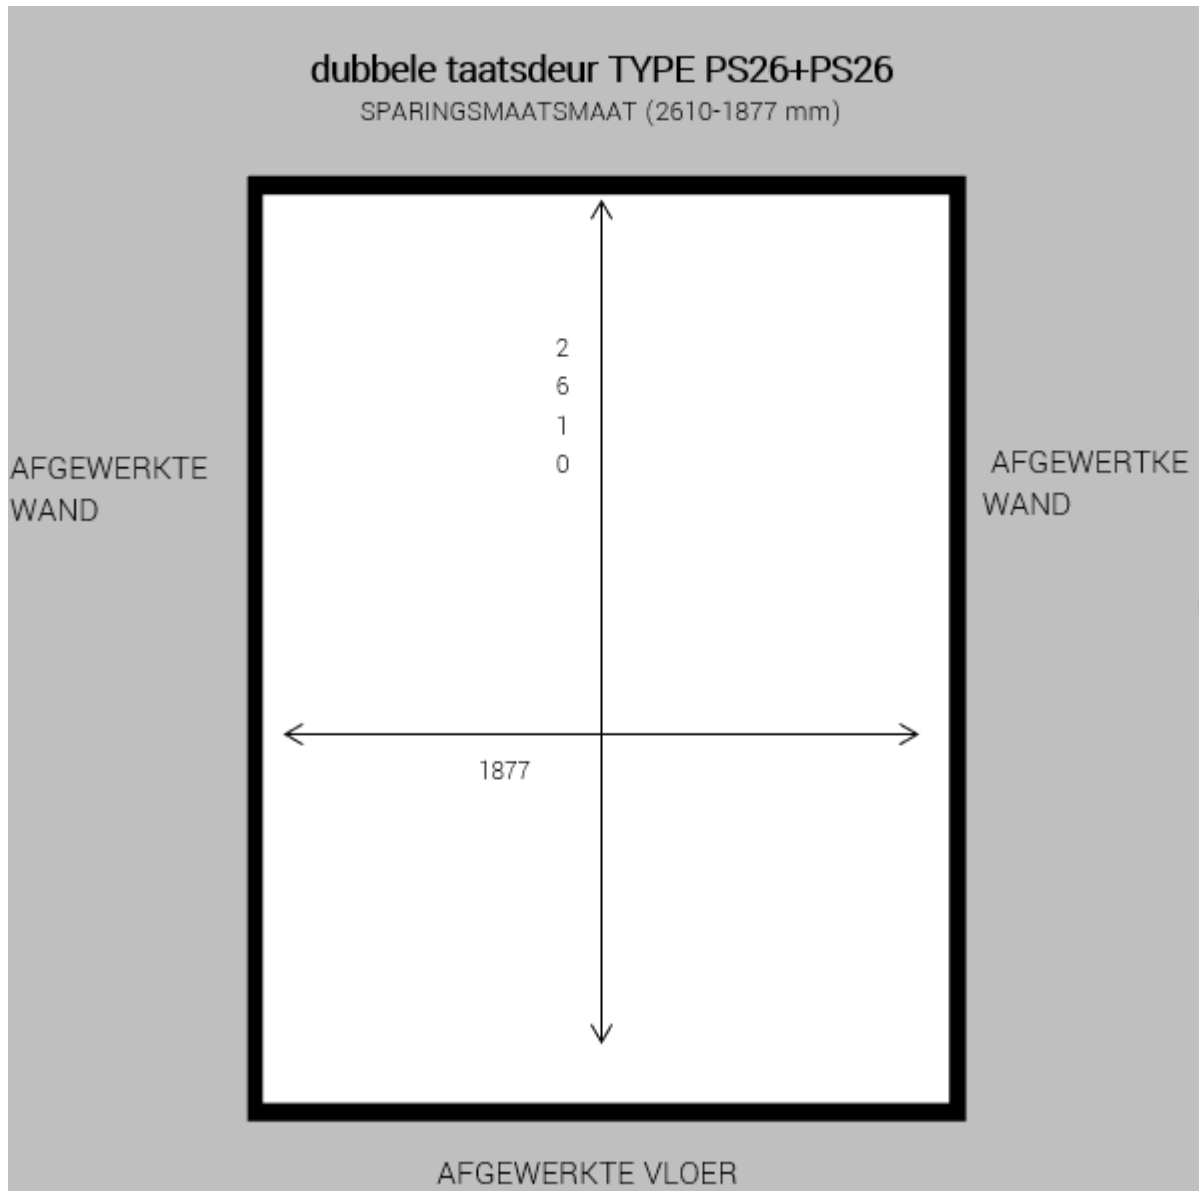 dubbele taatsdeur TYPE PS26+PS26
SPARINGSMAATSMAAT (2610-1877 mm)
2
6
1
0
AFGEWERKTE
WAND
AFGEWERTKE
WAND
1877
AFGEWERKTE VLOER